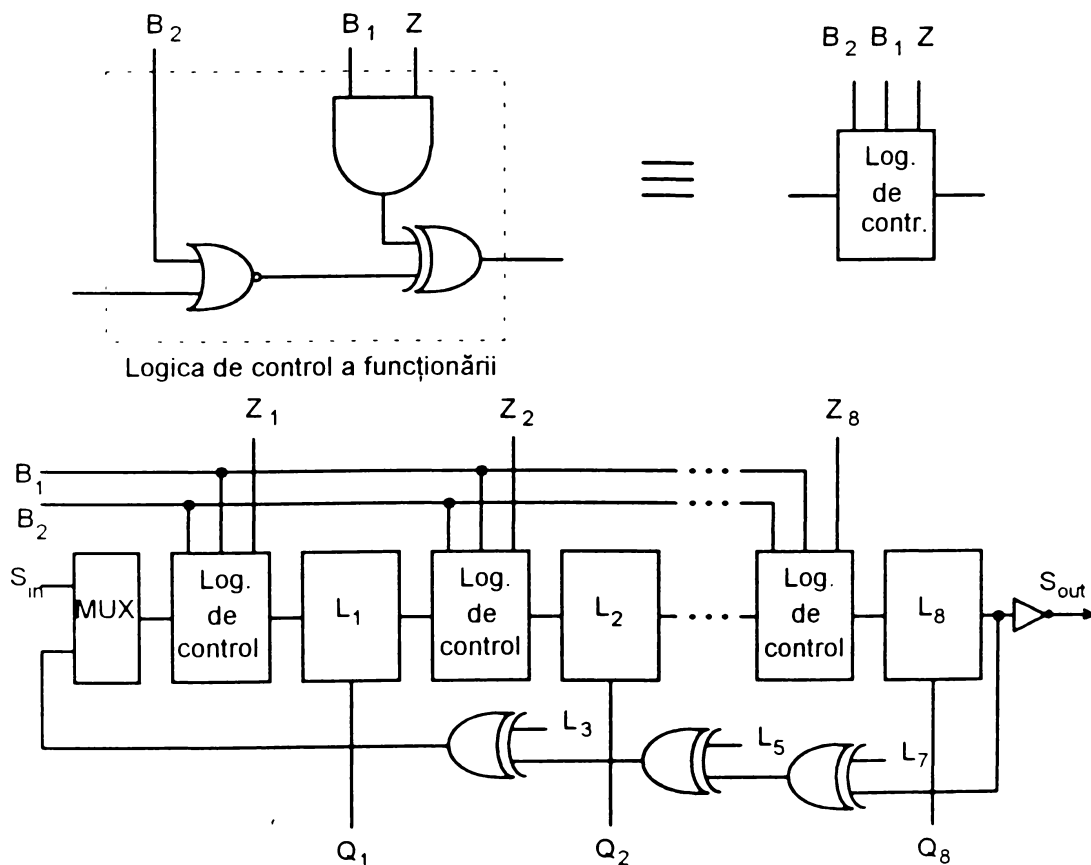 B2 B1 Z
B2 B1 Z
Log.
de
contr.
Logica de control a funcționării
Z1 Z2 Z8
B1
B2
Sin
MUX
Log.
de
control
L1
Log.
de
control
L2
Log.
de
control
L8
Sout
L3
L5
L7
Q1 Q2 Q8